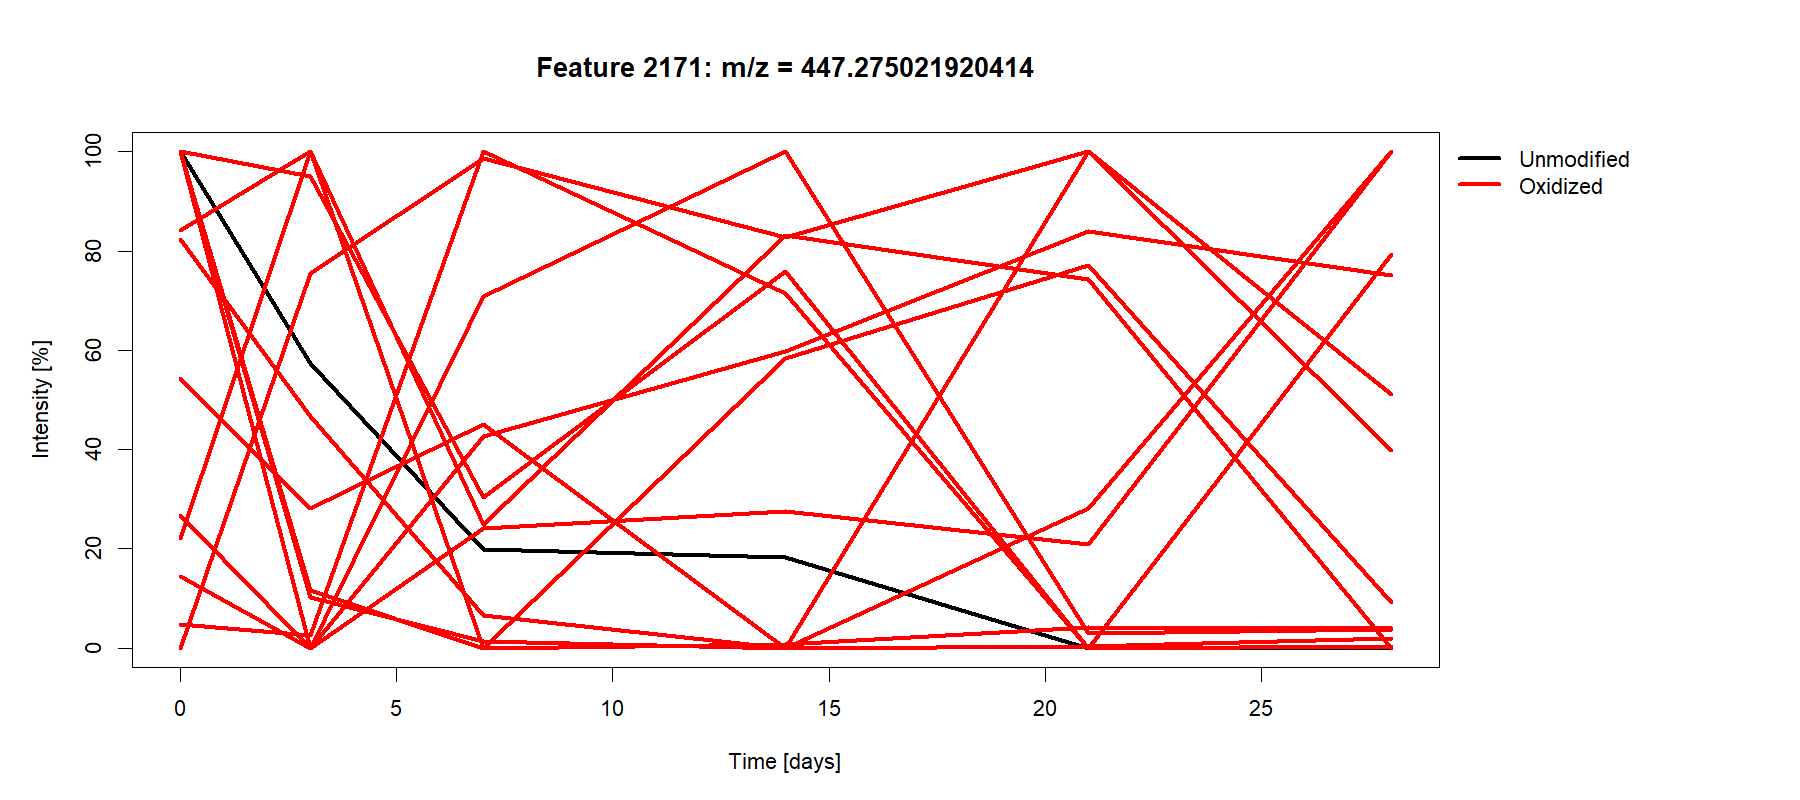 Feature 2171: m/z = 447.275021920414
Unmodified
Oxidized
Intensity [%]
100
80
60
40
20
0
0 5 10 15 20 25
Time [days]